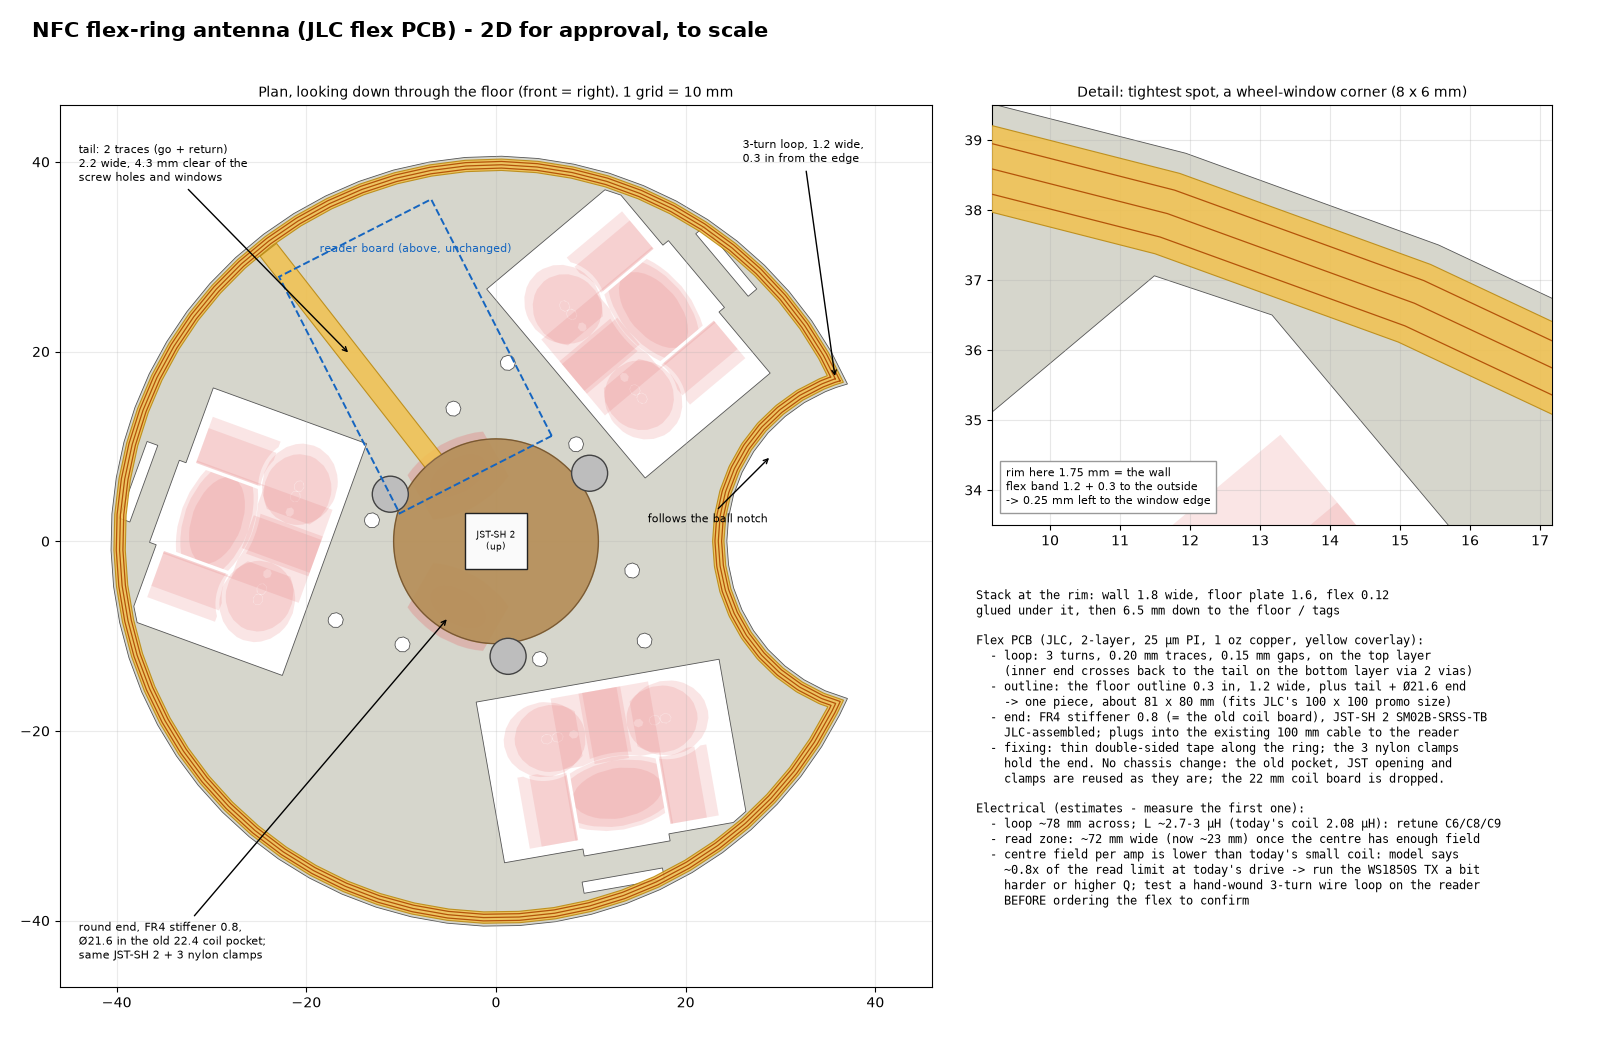 NFC flex-ring antenna (JLC flex PCB) - 2D for approval, to scale
Plan, looking down through the floor (front = right). 1 grid = 10 mm
tail: 2 traces (go + return)
2.2 wide, 4.3 mm clear of the
screw holes and windows
3-turn loop, 1.2 wide,
0.3 in from the edge
reader board (above, unchanged)
follows the ball notch
JST-SH 2
(up)
round end, FR4 stiffener 0.8,
Ø21.6 in the old 22.4 coil pocket;
same JST-SH 2 + 3 nylon clamps
40
20
0
−20
−40
−40
−20
0
20
40
Detail: tightest spot, a wheel-window corner (8 x 6 mm)
39
38
37
36
35
34
rim here 1.75 mm = the wall
flex band 1.2 + 0.3 to the outside
-> 0.25 mm left to the window edge
10
11
12
13
14
15
16
17
Stack at the rim: wall 1.8 wide, floor plate 1.6, flex 0.12
glued under it, then 6.5 mm down to the floor / tags
Flex PCB (JLC, 2-layer, 25 µm PI, 1 oz copper, yellow coverlay):
- loop: 3 turns, 0.20 mm traces, 0.15 mm gaps, on the top layer
(inner end crosses back to the tail on the bottom layer via 2 vias)
- outline: the floor outline 0.3 in, 1.2 wide, plus tail + Ø21.6 end
-> one piece, about 81 x 80 mm (fits JLC's 100 x 100 promo size)
- end: FR4 stiffener 0.8 (= the old coil board), JST-SH 2 SM02B-SRSS-TB
JLC-assembled; plugs into the existing 100 mm cable to the reader
- fixing: thin double-sided tape along the ring; the 3 nylon clamps
hold the end. No chassis change: the old pocket, JST opening and
clamps are reused as they are; the 22 mm coil board is dropped.
Electrical (estimates - measure the first one):
- loop ~78 mm across; L ~2.7-3 µH (today's coil 2.08 µH): retune C6/C8/C9
- read zone: ~72 mm wide (now ~23 mm) once the centre has enough field
- centre field per amp is lower than today's small coil: model says
~0.8x of the read limit at today's drive -> run the WS1850S TX a bit
harder or higher Q; test a hand-wound 3-turn wire loop on the reader
BEFORE ordering the flex to confirm